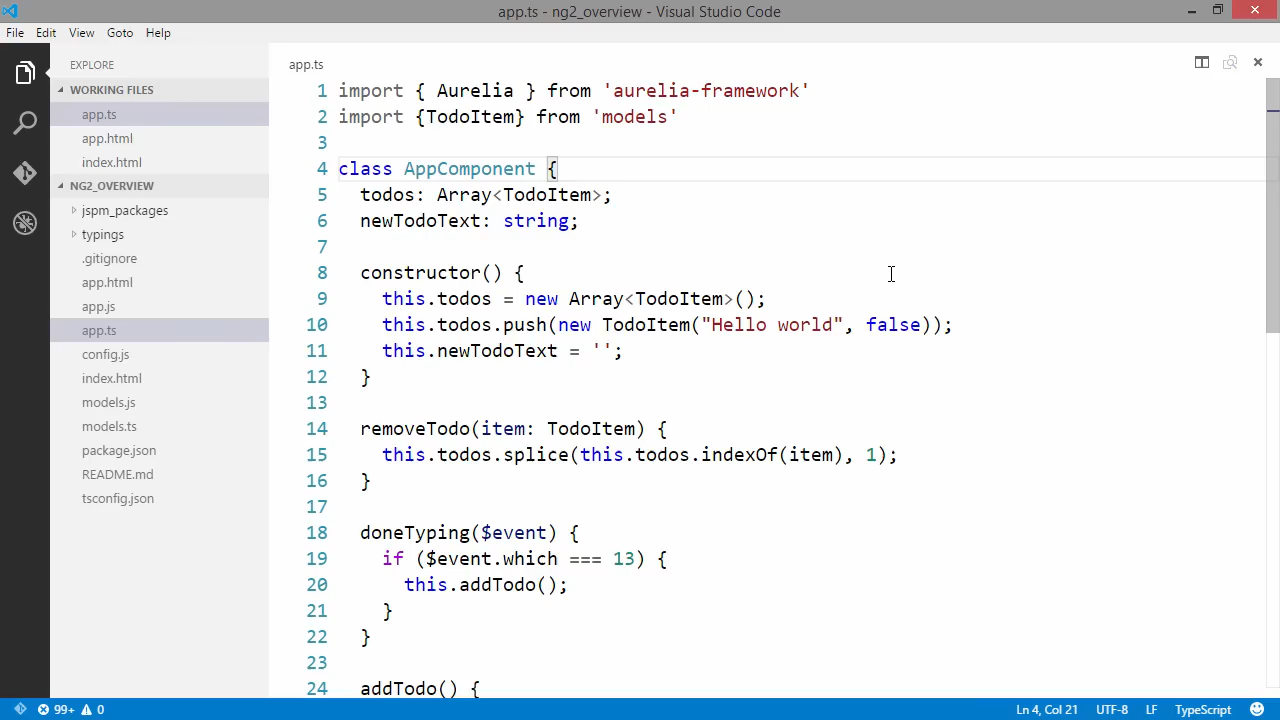 app.ts - ng2_overview - Visual Studio Code
File Edit View Goto Help
EXPLORE
WORKING FILES
app.ts
app.html
index.html
NG2_OVERVIEW
jspm_packages
typings
.gitignore
app.html
app.js
app.ts
config.js
index.html
models.js
models.ts
package.json
README.md
tsconfig.json
app.ts
1 import { Aurelia } from 'aurelia-framework'
2 import {TodoItem} from 'models'
3
4 class AppComponent {
5   todos: Array<TodoItem>;
6   newTodoText: string;
7
8   constructor() {
9     this.todos = new Array<TodoItem>();
10     this.todos.push(new TodoItem("Hello world", false));
11     this.newTodoText = '';
12   }
13
14   removeTodo(item: TodoItem) {
15     this.todos.splice(this.todos.indexOf(item), 1);
16   }
17
18   doneTyping($event) {
19     if ($event.which === 13) {
20       this.addTodo();
21     }
22   }
23
24   addTodo() {
99+ 0 Ln 4, Col 21 UTF-8 LF TypeScript